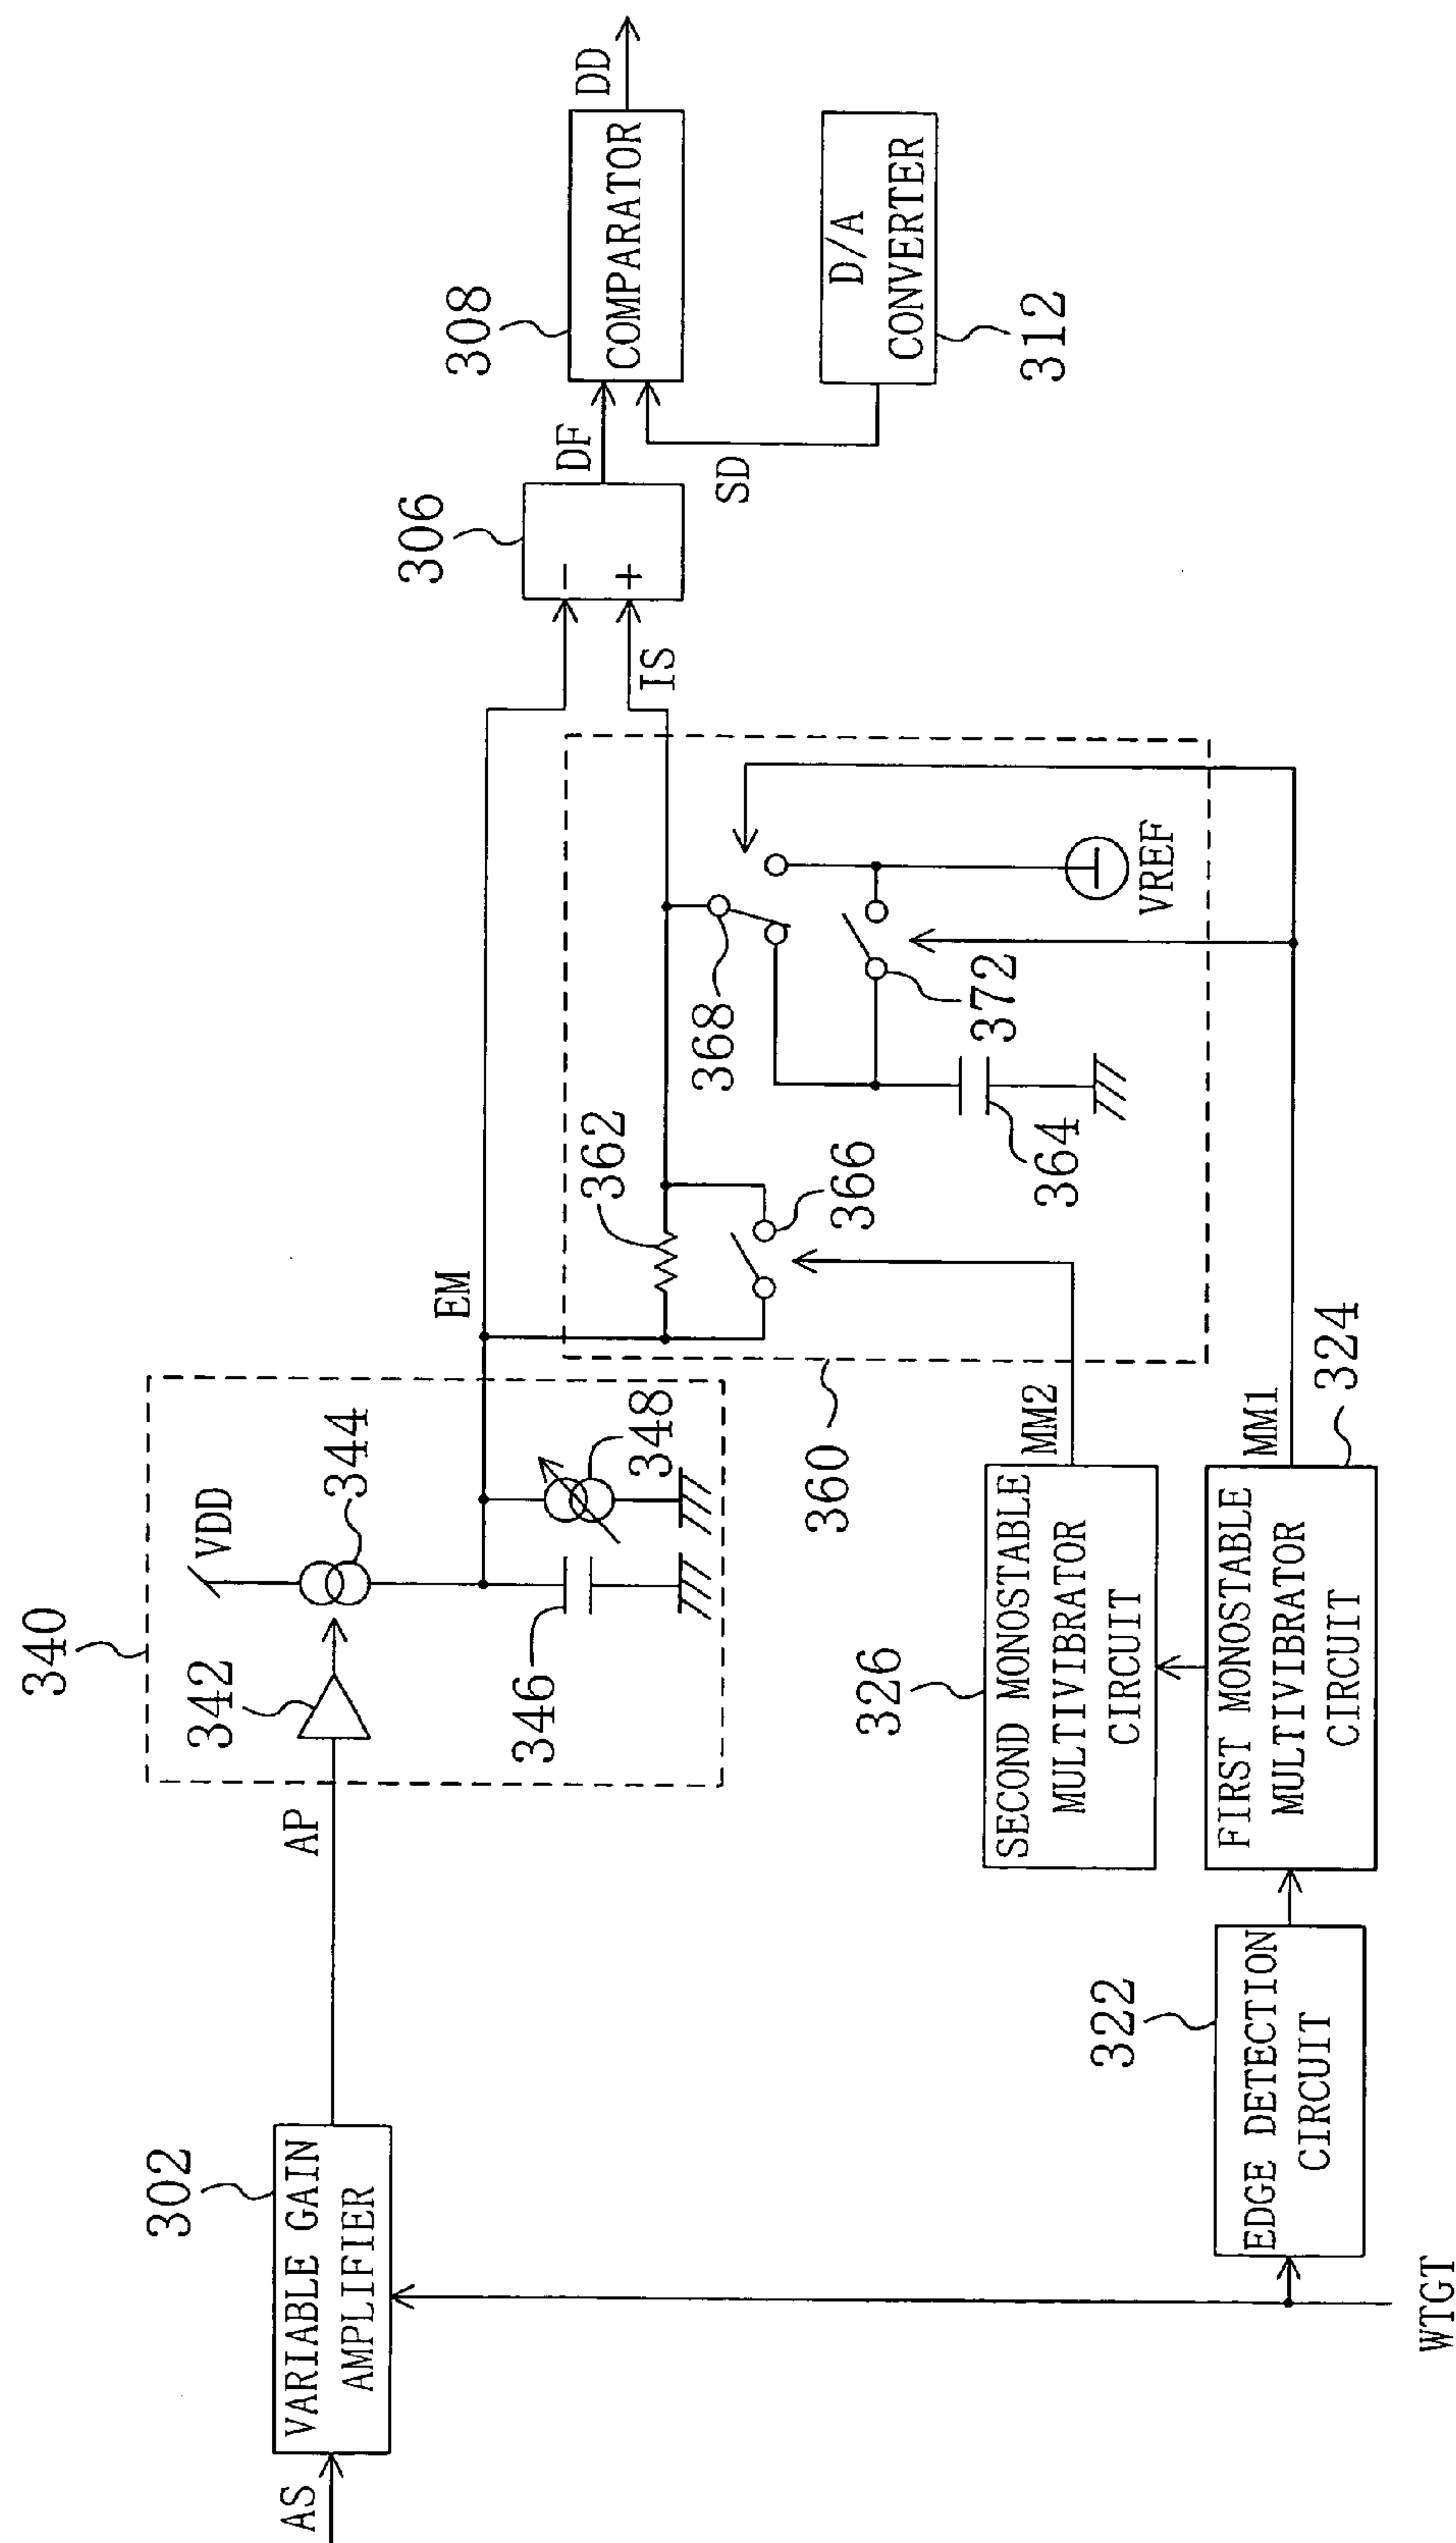 AS
302
VARIABLE GAIN
AMPLIFIER
AP
340
342
VDD
344
346
348
EM
WTGT
322
EDGE DETECTION
CIRCUIT
FIRST MONOSTABLE
MULTIVIBRATOR
CIRCUIT
324
MM1
326
SECOND MONOSTABLE
MULTIVIBRATOR
CIRCUIT
MM2
360
362
366
364
368
372
VREF
IS
306
−
+
DF
SD
308
COMPARATOR
DD
D/A
CONVERTER
312